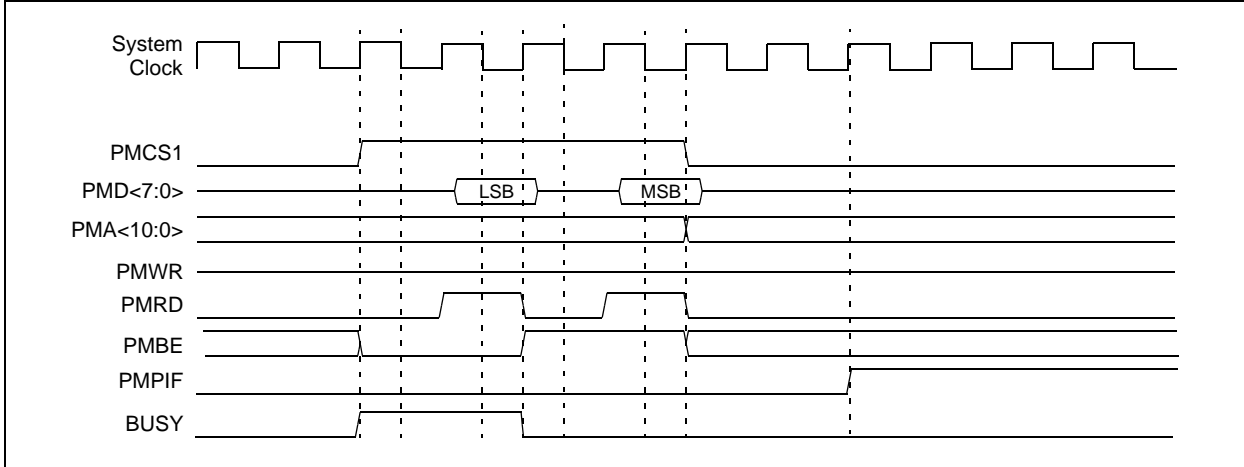 System
Clock
PMCS1
PMD<7:0>
LSB
MSB
PMA<10:0>
PMWR
PMRD
PMBE
PMPIF
BUSY